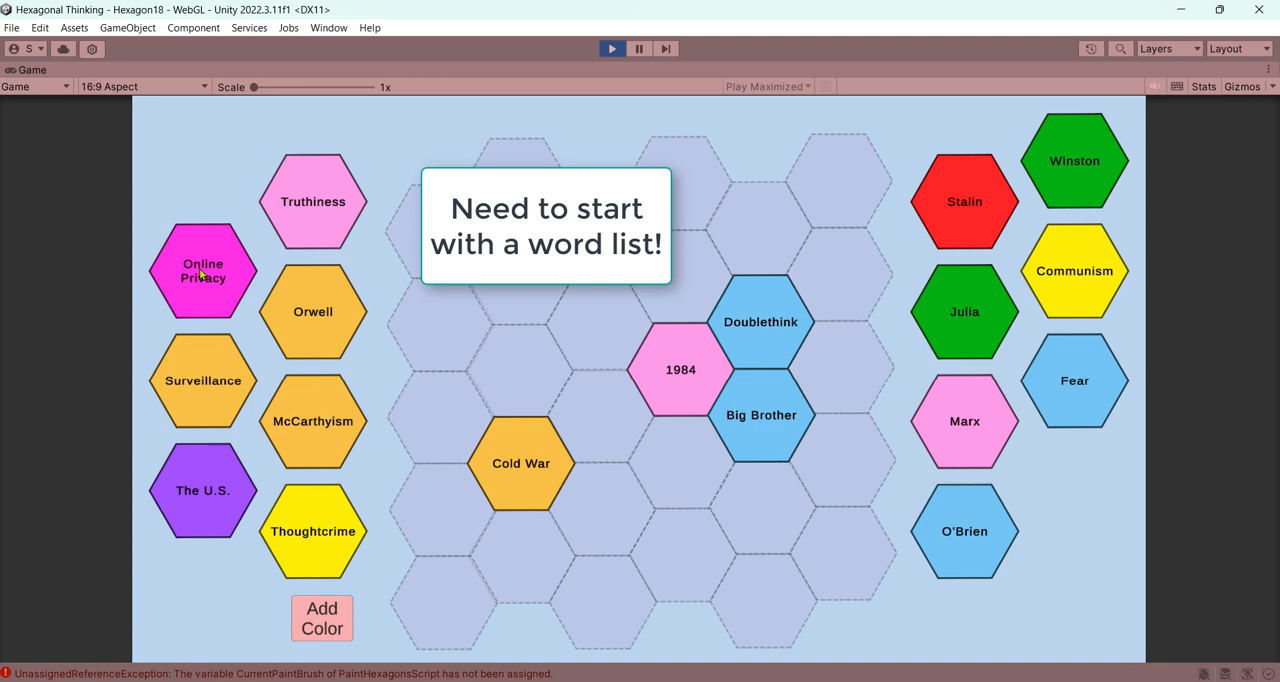 Hexagonal Thinking - Hexagon18 - WebGL - Unity 2022.3.11f1 <DX11>
File Edit Assets GameObject Component Services Jobs Window Help
S Layers Layout
Game
Game 16:9 Aspect Scale 1x Play Maximized Stats Gizmos
Need to start
with a word list!
Truthiness
Online
Privacy
Orwell
Surveillance
McCarthyism
The U.S.
Thoughtcrime
Add
Color
Cold War
1984
Doublethink
Big Brother
Winston
Stalin
Communism
Julia
Fear
Marx
O'Brien
UnassignedReferenceException: The variable CurrentPaintBrush of PaintHexagonsScript has not been assigned.